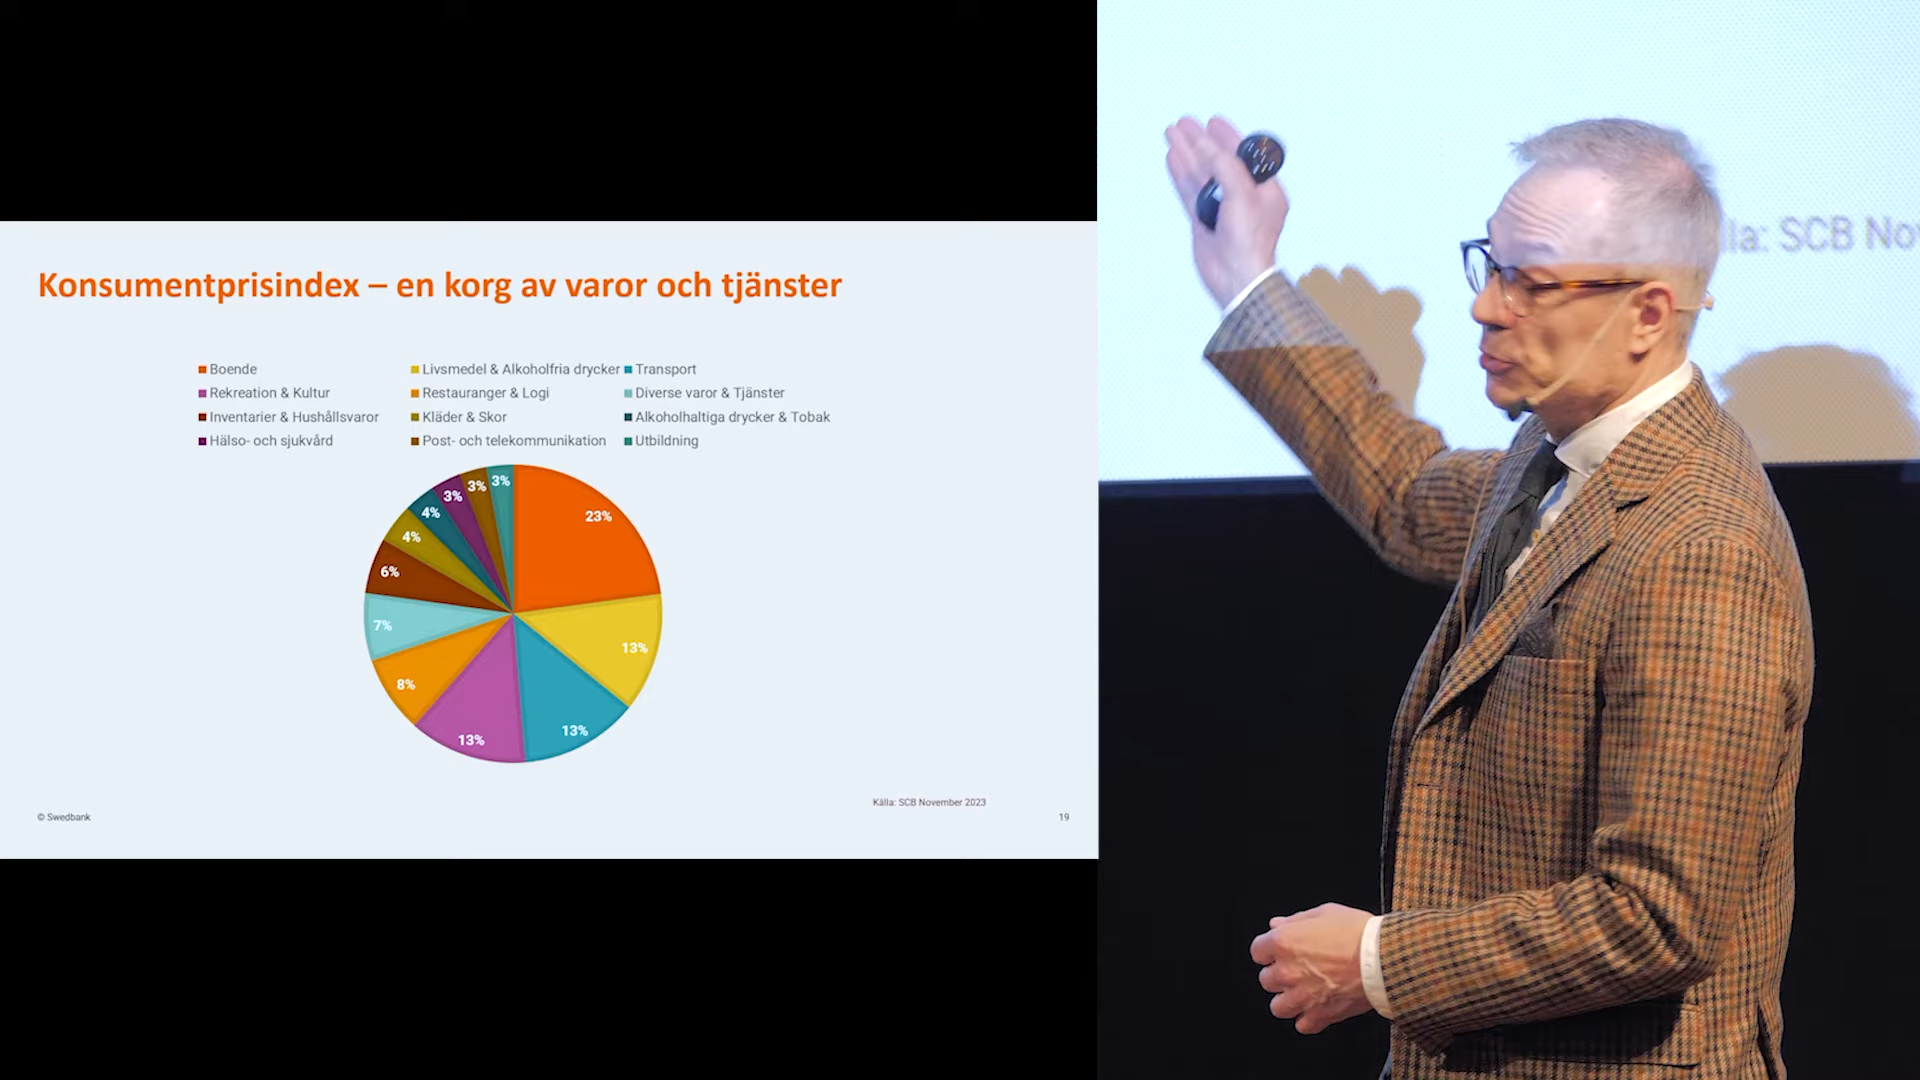 Konsumentprisindex – en korg av varor och tjänster
Boende
Livsmedel & Alkoholfria drycker
Transport
Rekreation & Kultur
Restauranger & Logi
Diverse varor & Tjänster
Inventarier & Hushållsvaror
Kläder & Skor
Alkoholhaltiga drycker & Tobak
Hälso- och sjukvård
Post- och telekommunikation
Utbildning
23%
13%
13%
13%
8%
7%
6%
4%
4%
3%
3%
3%
Källa: SCB November 2023
© Swedbank
19
lla: SCB Nov